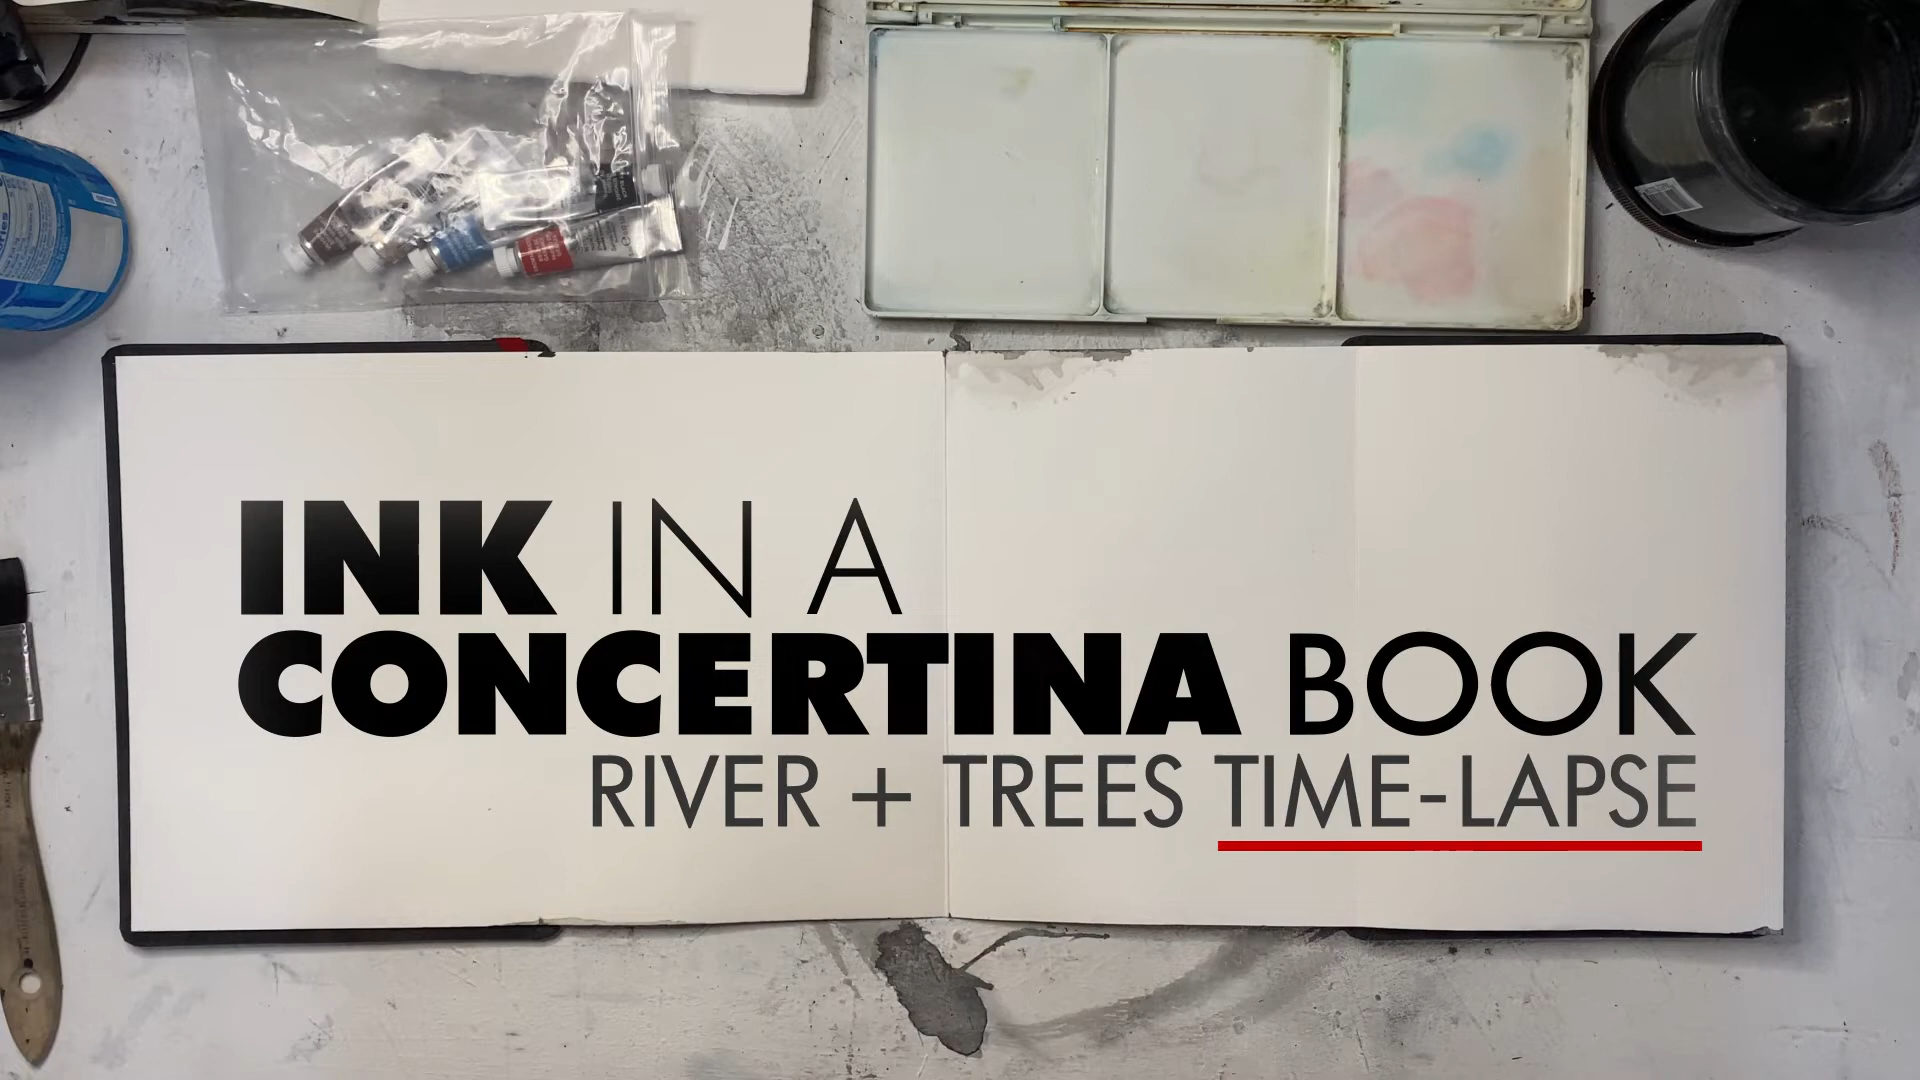 INK IN A
CONCERTINA BOOK
RIVER + TREES TIME-LAPSE